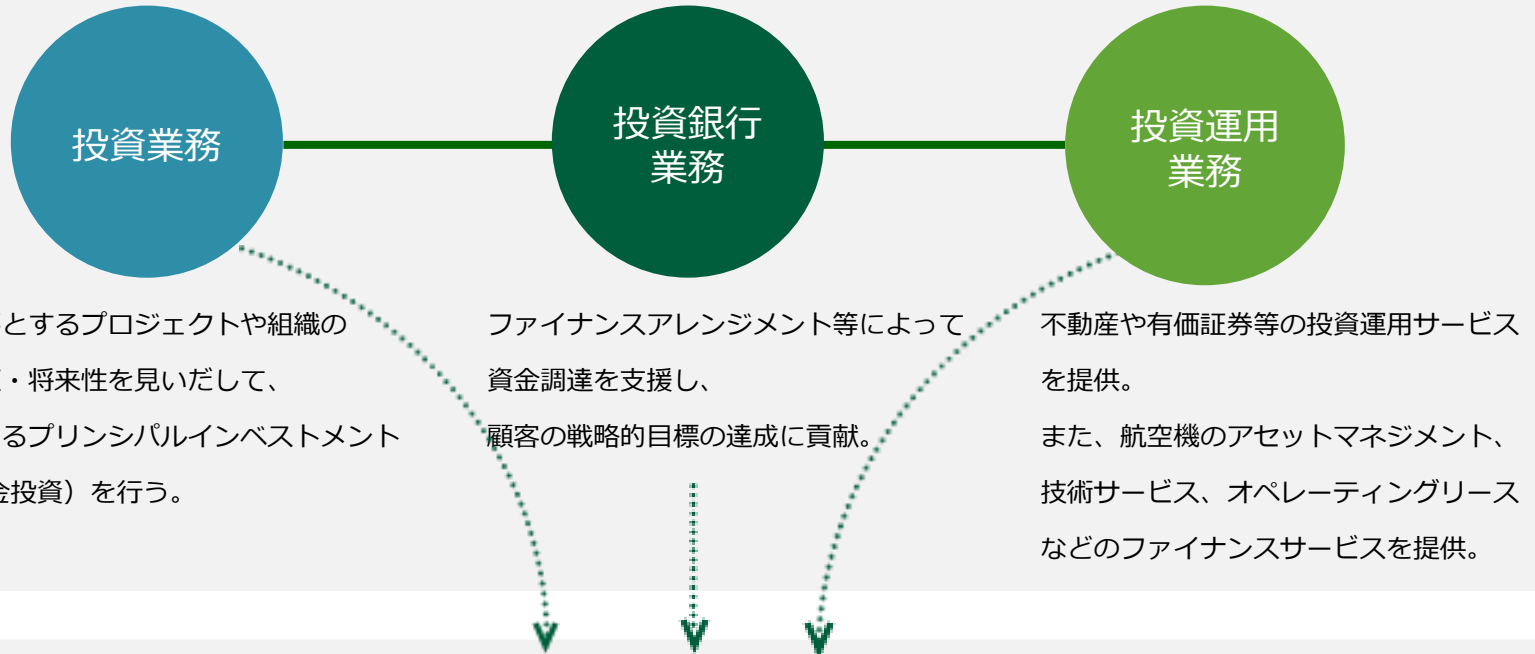 投資業務
投資銀行
業務
投資運用
業務
とするプロジェクトや組織の
・将来性を見いだして、
るプリンシパルインベストメント
投資）を行う。
ファイナンスアレンジメント等によって
資金調達を支援し、
顧客の戦略的目標の達成に貢献。
不動産や有価証券等の投資運用サービス
を提供。
また、航空機のアセットマネジメント、
技術サービス、オペレーティングリース
などのファイナンスサービスを提供。